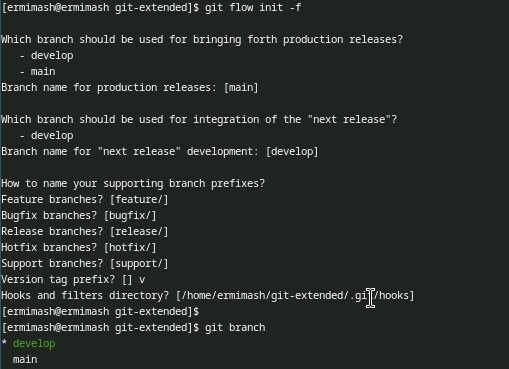 [ermimash@ermimash git-extended]$ git flow init -f
Which branch should be used for bringing forth production releases?
- develop
- main
Branch name for production releases: [main]
Which branch should be used for integration of the "next release"?
- develop
Branch name for "next release" development: [develop]
How to name your supporting branch prefixes?
Feature branches? [feature/]
Bugfix branches? [bugfix/]
Release branches? [release/]
Hotfix branches? [hotfix/]
Support branches? [support/]
Version tag prefix? [] v
Hooks and filters directory? [/home/ermimash/git-extended/.git/hooks]
[ermimash@ermimash git-extended]$
[ermimash@ermimash git-extended]$ git branch
* develop
main